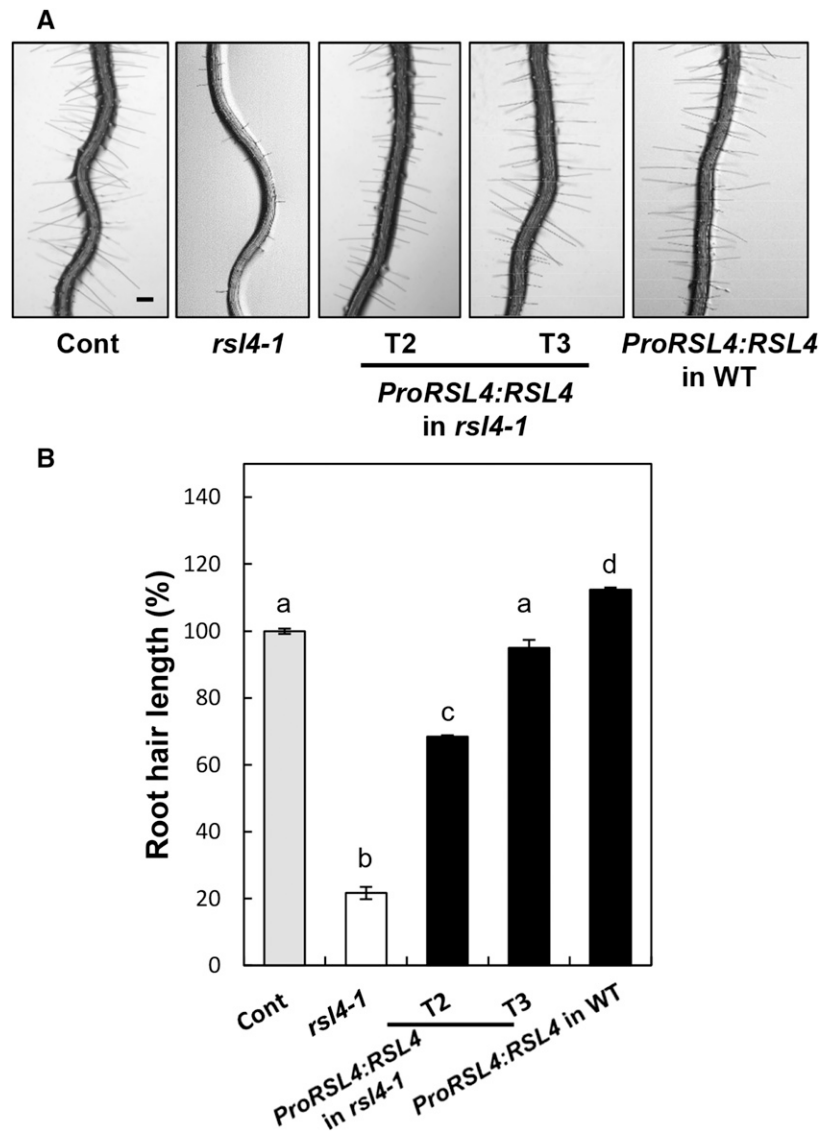 A
Cont
rsl4-1
T2
T3
ProRSL4:RSL4
in rsl4-1
ProRSL4:RSL4
in WT
B
Root hair length (%)
140
120
100
80
60
40
20
0
a
b
c
a
d
Cont
rsl4-1
T2
T3
ProRSL4:RSL4
in rsl4-1
ProRSL4:RSL4 in WT